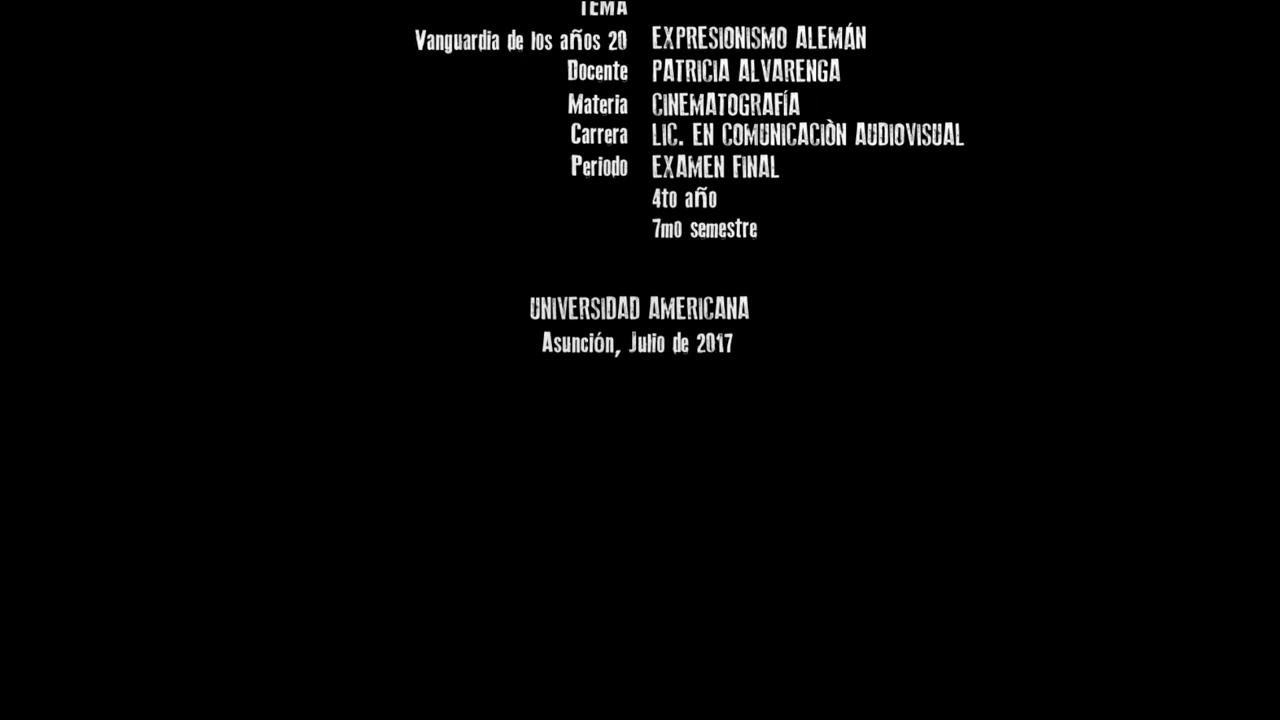 TEMA
Vanguardia de los años 20 EXPRESIONISMO ALEMÁN
Docente PATRICIA ALVARENGA
Materia CINEMATOGRAFÍA
Carrera LIC. EN COMUNICACIÒN AUDIOVISUAL
Periodo EXAMEN FINAL
4to año
7mo semestre
UNIVERSIDAD AMERICANA
Asunción, Julio de 2017